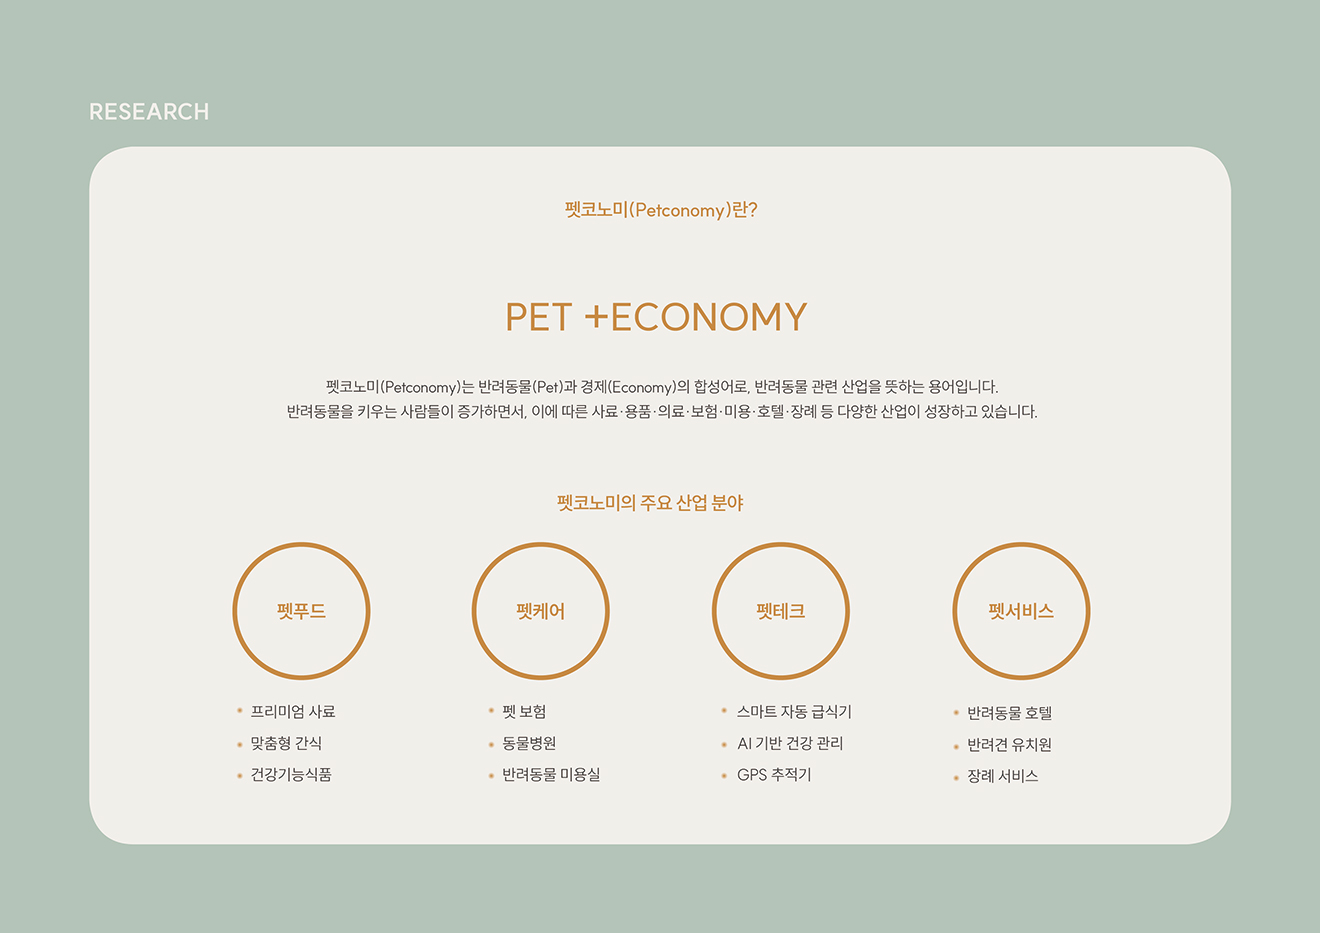 RESEARCH
펫코노미(Petconomy)란?
PET +ECONOMY
펫코노미(Petconomy)는 반려동물(Pet)과 경제(Economy)의 합성어로, 반려동물 관련 산업을 뜻하는 용어입니다.
반려동물을 키우는 사람들이 증가하면서, 이에 따른 사료·용품·의료·보험·미용·호텔·장례 등 다양한 산업이 성장하고 있습니다.
펫코노미의 주요 산업 분야
펫푸드
프리미엄 사료
맞춤형 간식
건강기능식품
펫케어
펫 보험
동물병원
반려동물 미용실
펫테크
스마트 자동 급식기
AI 기반 건강 관리
GPS 추적기
펫서비스
반려동물 호텔
반려견 유치원
장례 서비스